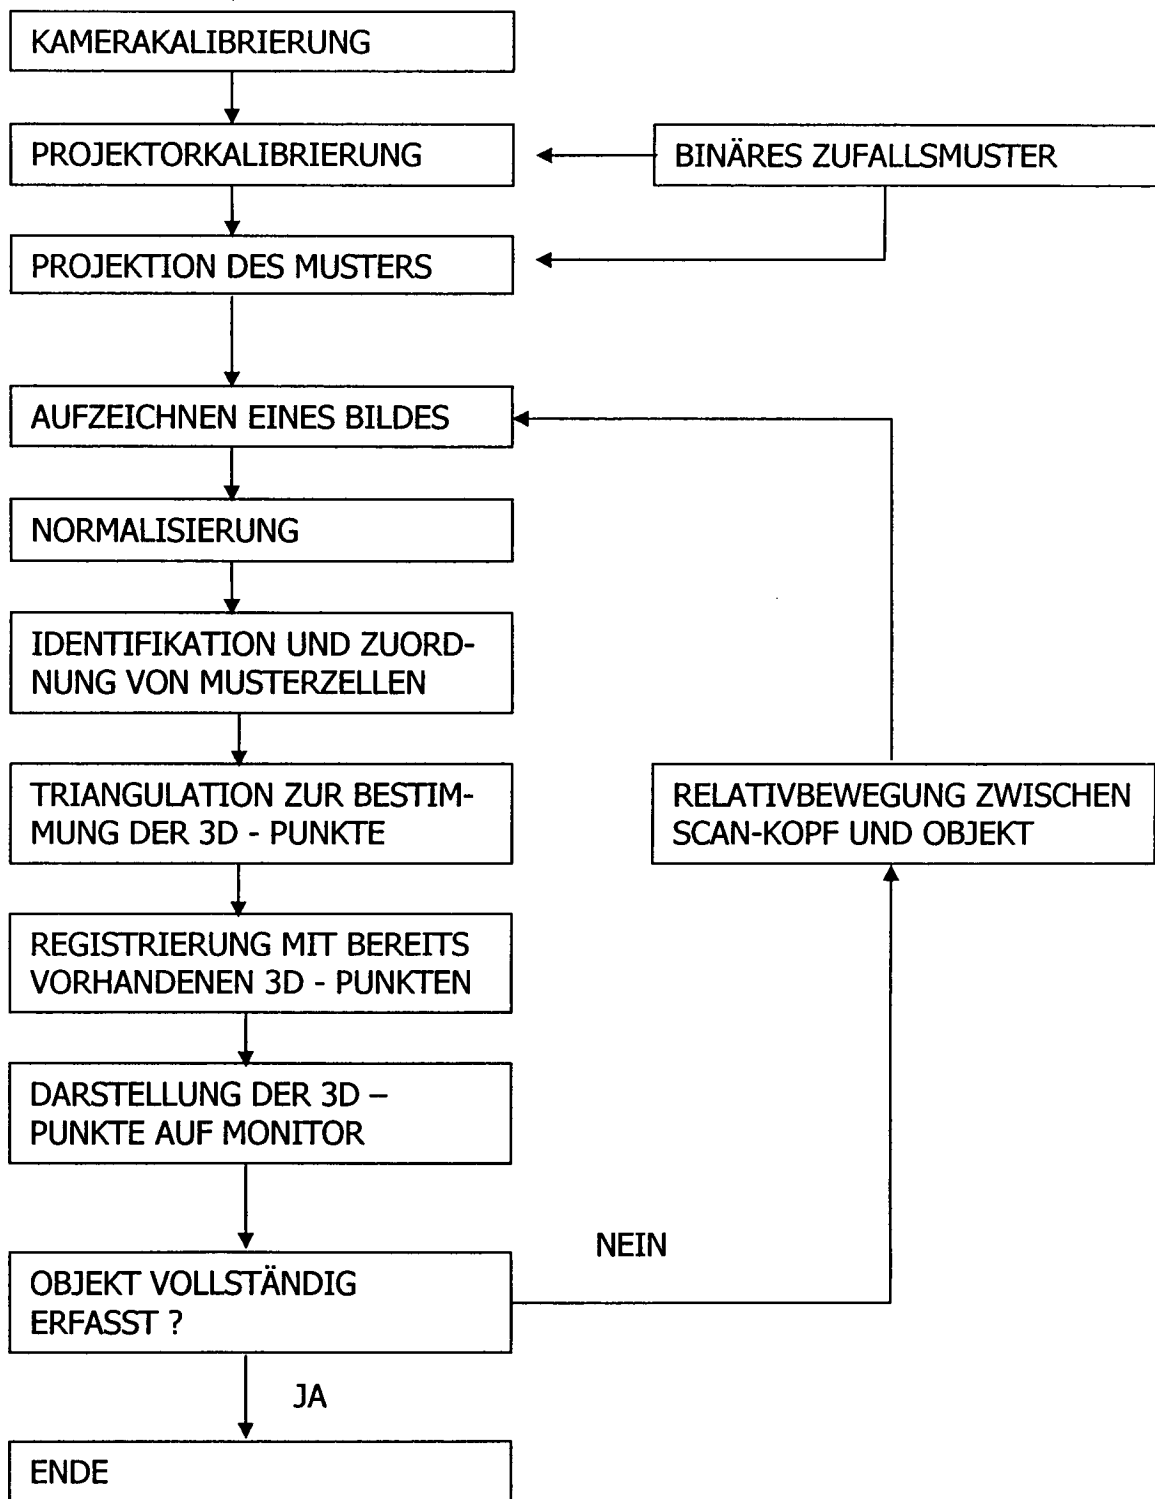 KAMERAKALIBRIERUNG
PROJEKTORKALIBRIERUNG
BINÄRES ZUFALLSMUSTER
PROJEKTION DES MUSTERS
AUFZEICHNEN EINES BILDES
NORMALISIERUNG
IDENTIFIKATION UND ZUORD-
NUNG VON MUSTERZELLEN
TRIANGULATION ZUR BESTIM-
MUNG DER 3D - PUNKTE
RELATIVBEWEGUNG ZWISCHEN
SCAN-KOPF UND OBJEKT
REGISTRIERUNG MIT BEREITS
VORHANDENEN 3D - PUNKTEN
DARSTELLUNG DER 3D –
PUNKTE AUF MONITOR
NEIN
OBJEKT VOLLSTÄNDIG
ERFASST ?
JA
ENDE